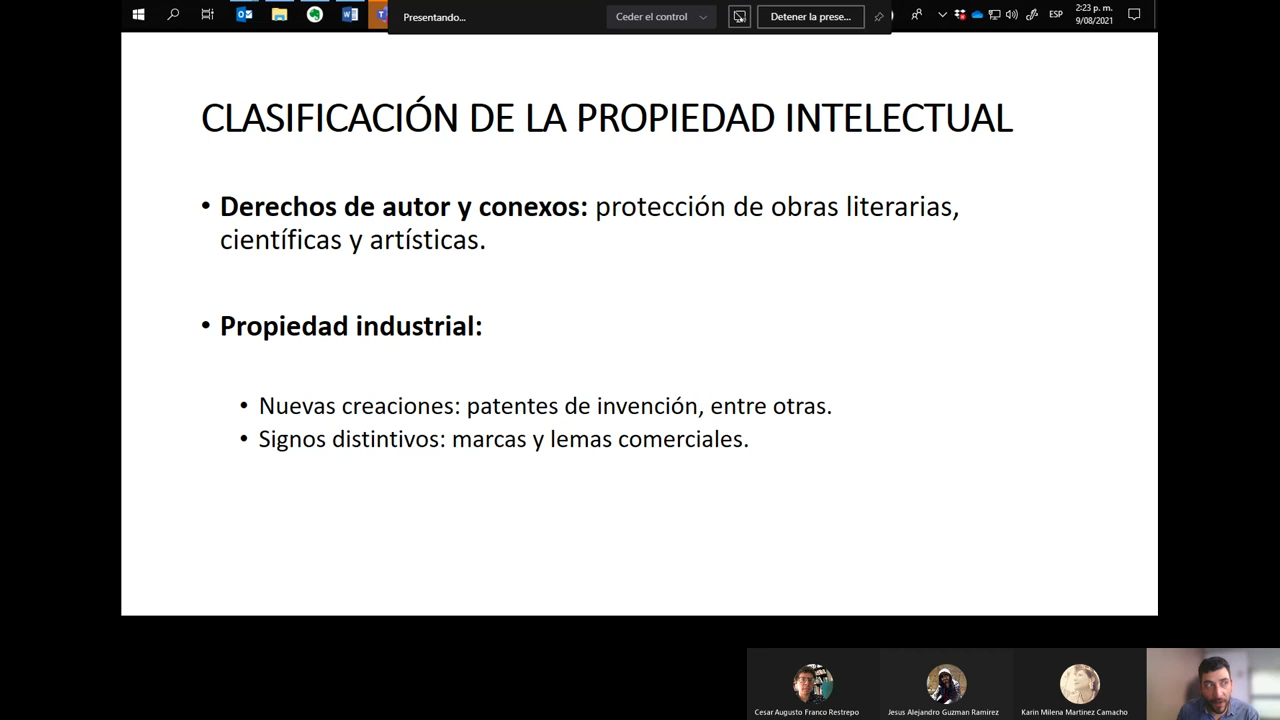 Presentando...
Ceder el control
Detener la prese...
ESP
2:23 p. m.
9/08/2021
CLASIFICACIÓN DE LA PROPIEDAD INTELECTUAL
• Derechos de autor y conexos: protección de obras literarias,
científicas y artísticas.
• Propiedad industrial:
• Nuevas creaciones: patentes de invención, entre otras.
• Signos distintivos: marcas y lemas comerciales.
Cesar Augusto Franco Restrepo
Jesus Alejandro Guzman Ramirez
Karin Milena Martinez Camacho